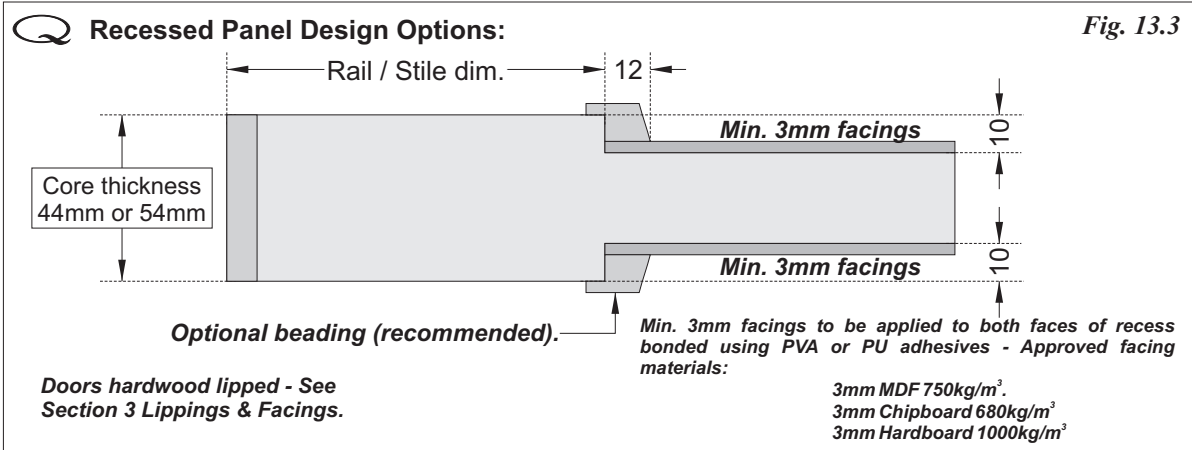 Q Recessed Panel Design Options:
Fig. 13.3
Rail / Stile dim.
12
Min. 3mm facings
10
Core thickness
44mm or 54mm
Min. 3mm facings
10
Optional beading (recommended).
Min. 3mm facings to be applied to both faces of recess
bonded using PVA or PU adhesives - Approved facing
materials:
3mm MDF 750kg/m³.
3mm Chipboard 680kg/m³
3mm Hardboard 1000kg/m³
Doors hardwood lipped - See
Section 3 Lippings & Facings.